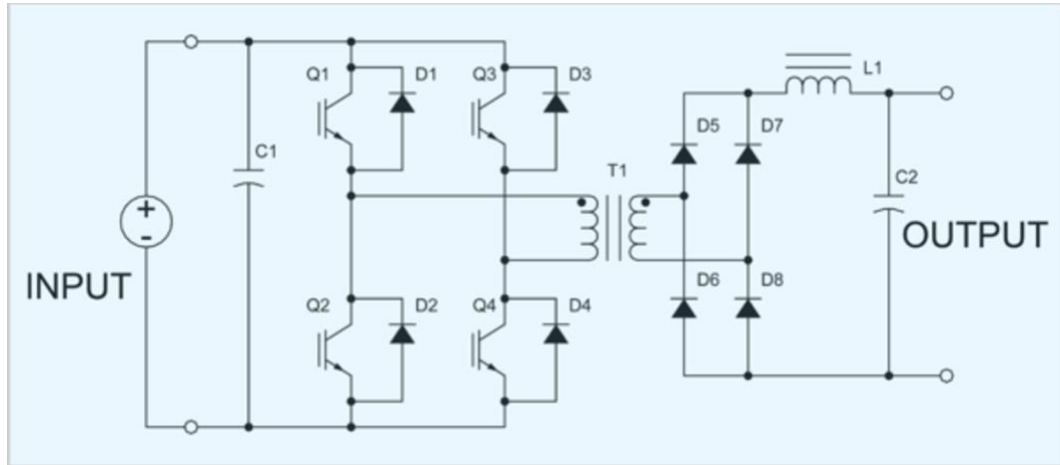 Q1
D1
Q3
D3
L1
C1
D5
D7
T1
C2
+
-
INPUT
OUTPUT
Q2
D2
Q4
D4
D6
D8